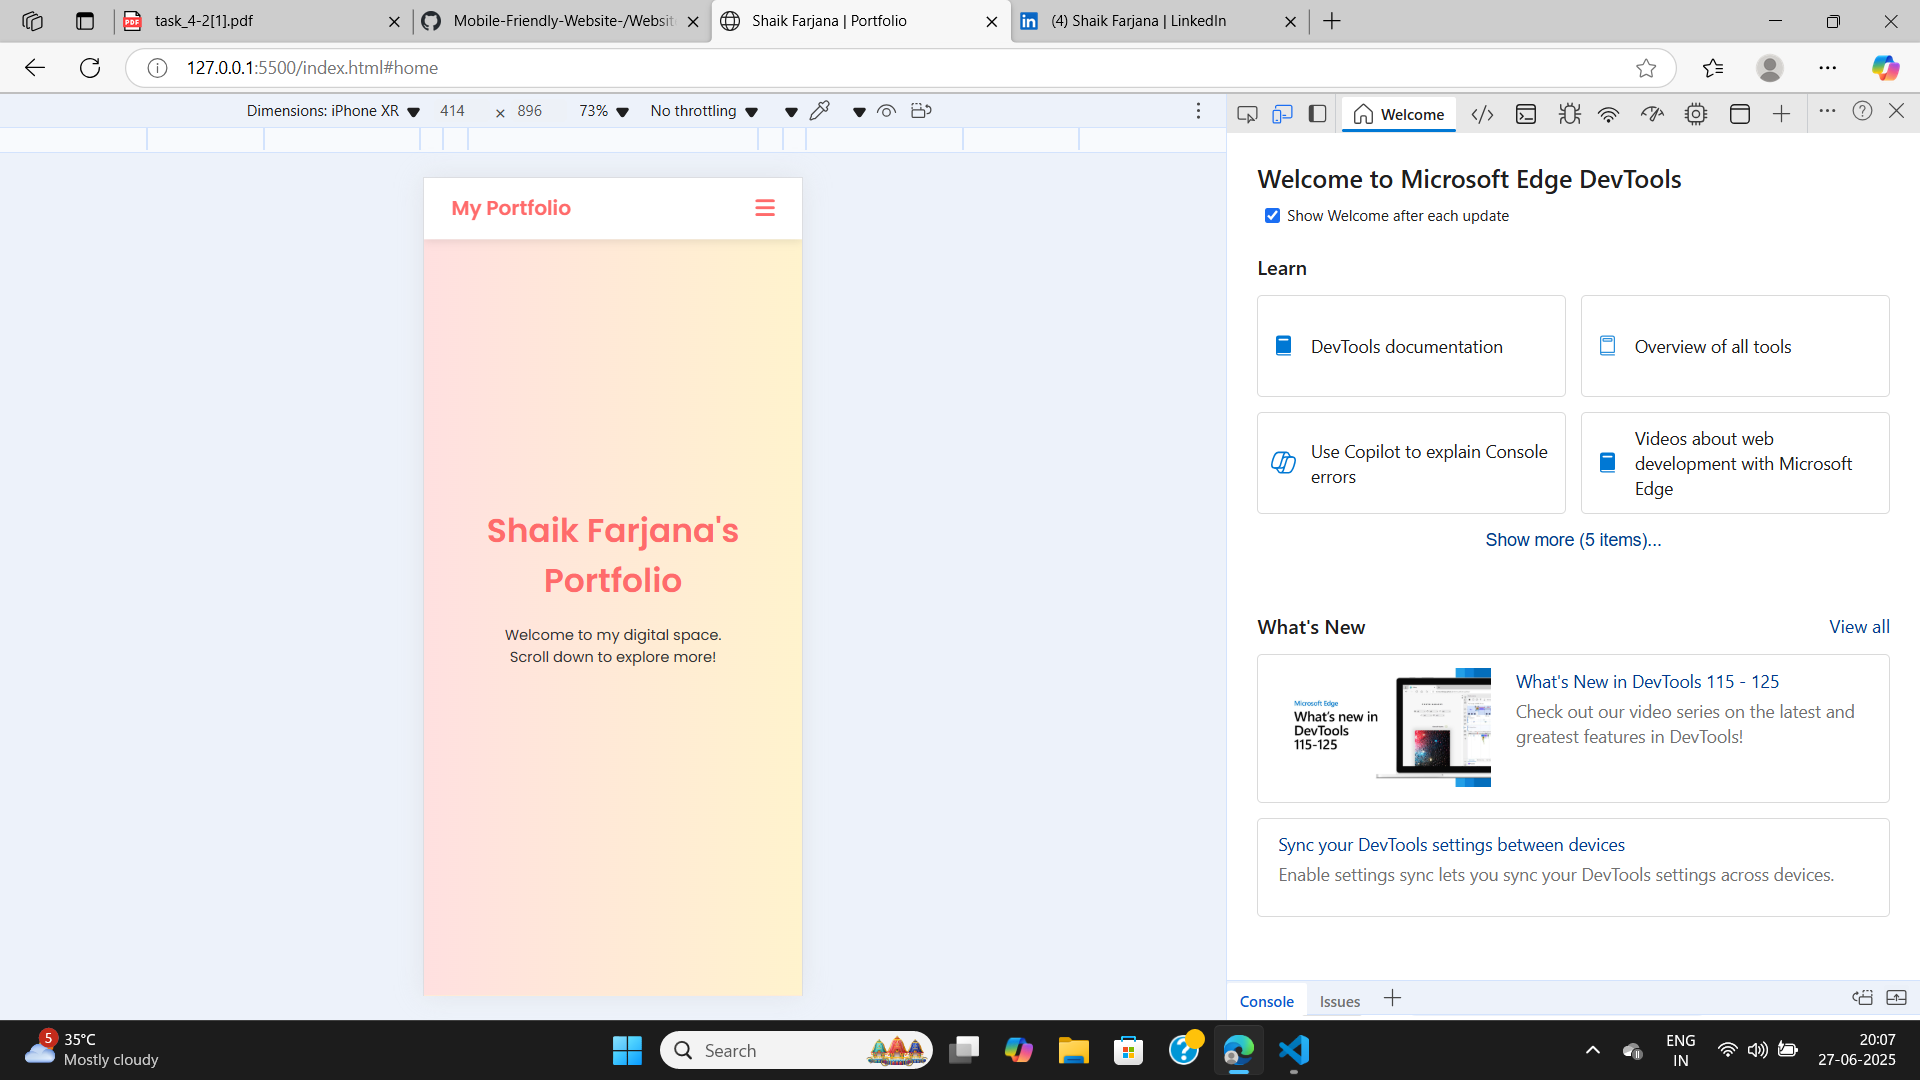 task_4-2[1].pdf
Mobile-Friendly-Website-/Website
Shaik Farjana | Portfolio
(4) Shaik Farjana | LinkedIn
127.0.0.1:5500/index.html#home
Dimensions: iPhone XR
414
×
896
73%
No throttling
Welcome
My Portfolio
Shaik Farjana's
Portfolio
Welcome to my digital space.
Scroll down to explore more!
Welcome to Microsoft Edge DevTools
Show Welcome after each update
Learn
DevTools documentation
Overview of all tools
Use Copilot to explain Console
errors
Videos about web
development with Microsoft
Edge
Show more (5 items)...
What's New
View all
Microsoft Edge
What's new in
DevTools
115-125
What's New in DevTools 115 - 125
Check out our video series on the latest and
greatest features in DevTools!
Sync your DevTools settings between devices
Enable settings sync lets you sync your DevTools settings across devices.
Console
Issues
5
35°C
Mostly cloudy
Search
ENG
IN
20:07
27-06-2025